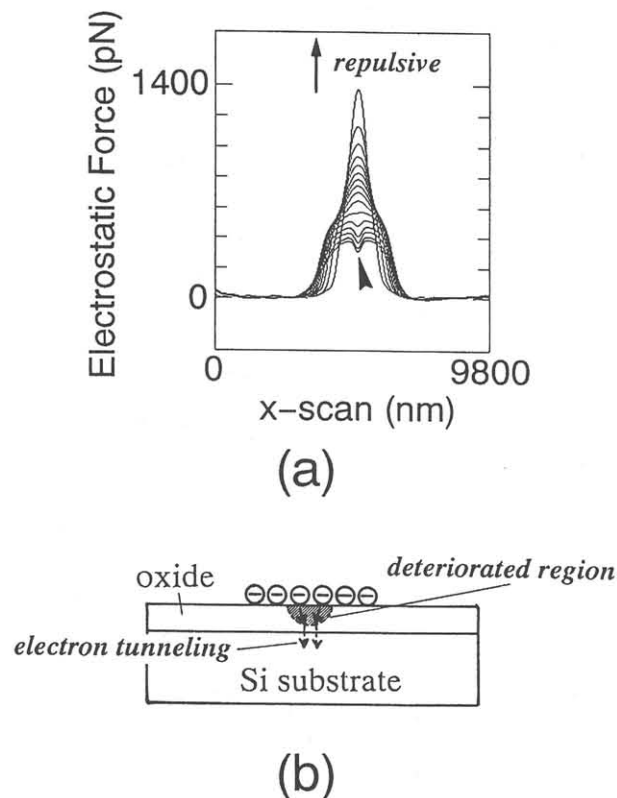 Electrostatic Force (pN)
1400
0
repulsive
0
9800
x-scan (nm)
(a)
oxide
deteriorated region
electron tunneling
Si substrate
(b)